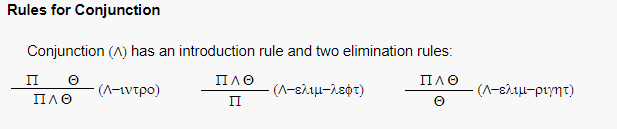 Rules for Conjunction
Conjunction (∧) has an introduction rule and two elimination rules:
Π Θ
Π∧Θ
(∧−ιντρο)
Π∧Θ
Π
(∧−ελιμ−λεφτ)
Π∧Θ
Θ
(∧−ελιμ−ριγητ)